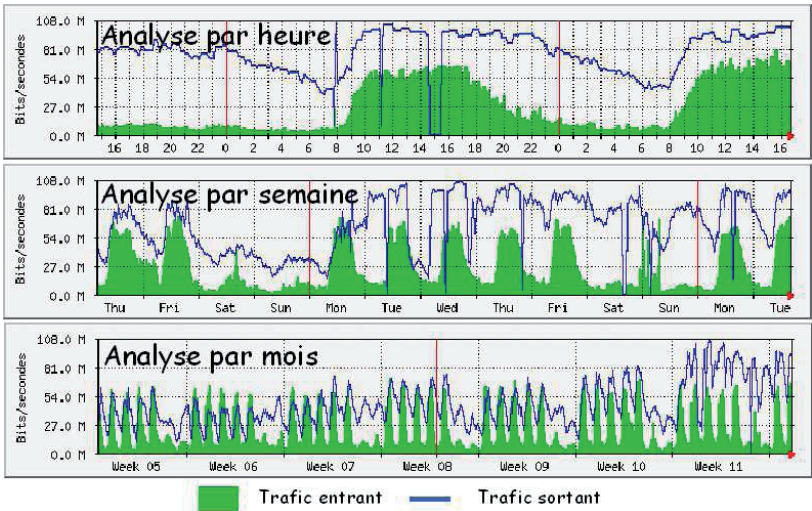 Analyse par heure
Bits/secondes
108.0 M
81.0 M
54.0 M
27.0 M
0.0 M
16 18 20 22 0 2 4 6 8 10 12 14 16 18 20 22 0 2 4 6 8 10 12 14 16
Analyse par semaine
Bits/secondes
108.0 M
81.0 M
54.0 M
27.0 M
0.0 M
Thu Fri Sat Sun Mon Tue Wed Thu Fri Sat Sun Mon Tue
Analyse par mois
Bits/secondes
108.0 M
81.0 M
54.0 M
27.0 M
0.0 M
Week 05 Week 06 Week 07 Week 08 Week 09 Week 10 Week 11
Trafic entrant Trafic sortant